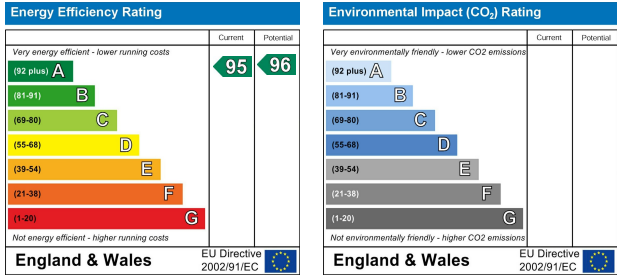 Energy Efficiency Rating
Current Potential
Very energy efficient - lower running costs
(92 plus) A
(81-91) B
(69-80) C
(55-68) D
(39-54) E
(21-38) F
(1-20) G
95 96
Not energy efficient - higher running costs
England & Wales
EU Directive
2002/91/EC
Environmental Impact (CO₂) Rating
Current Potential
Very environmentally friendly - lower CO2 emissions
(92 plus) A
(81-91) B
(69-80) C
(55-68) D
(39-54) E
(21-38) F
(1-20) G
Not environmentally friendly - higher CO2 emissions
England & Wales
EU Directive
2002/91/EC